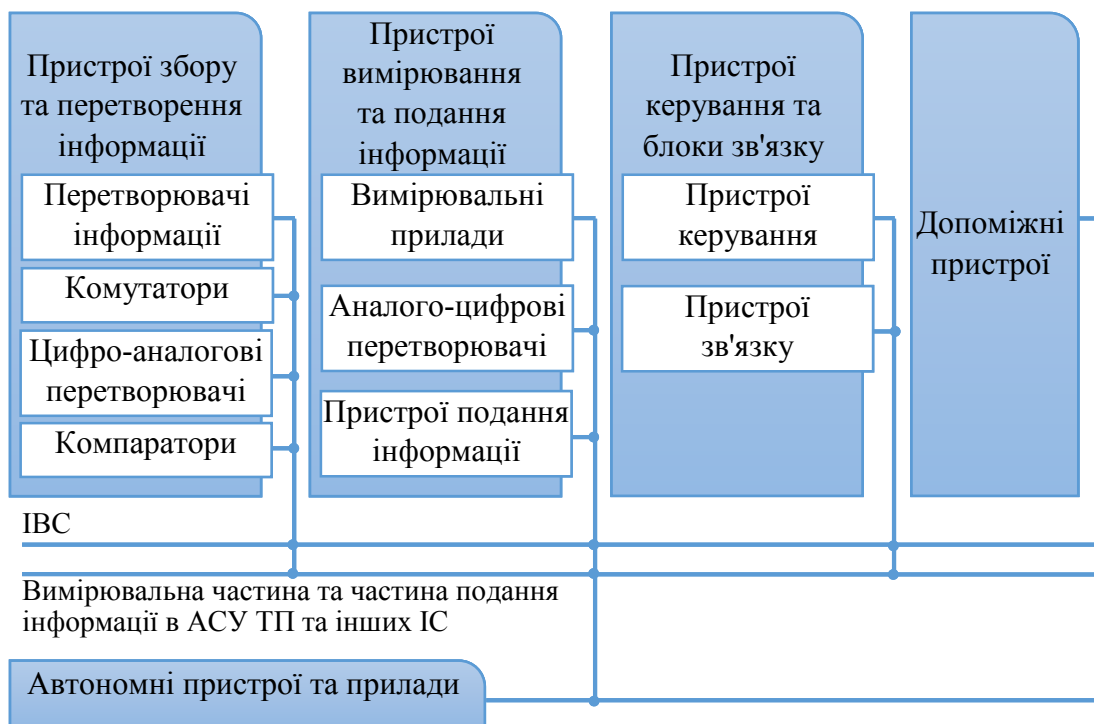 Пристрої збору
та перетворення
інформації
Перетворювачі
інформації
Комутатори
Цифро-аналогові
перетворювачі
Компаратори
Пристрої
вимірювання
та подання
інформації
Вимірювальні
прилади
Аналого-цифрові
перетворювачі
Пристрої подання
інформації
Пристрої
керування та
блоки зв'язку
Пристрої
керування
Пристрої
зв'язку
Допоміжні
пристрої
ІВС
Вимірювальна частина та частина подання
інформації в АСУ ТП та інших ІС
Автономні пристрої та прилади